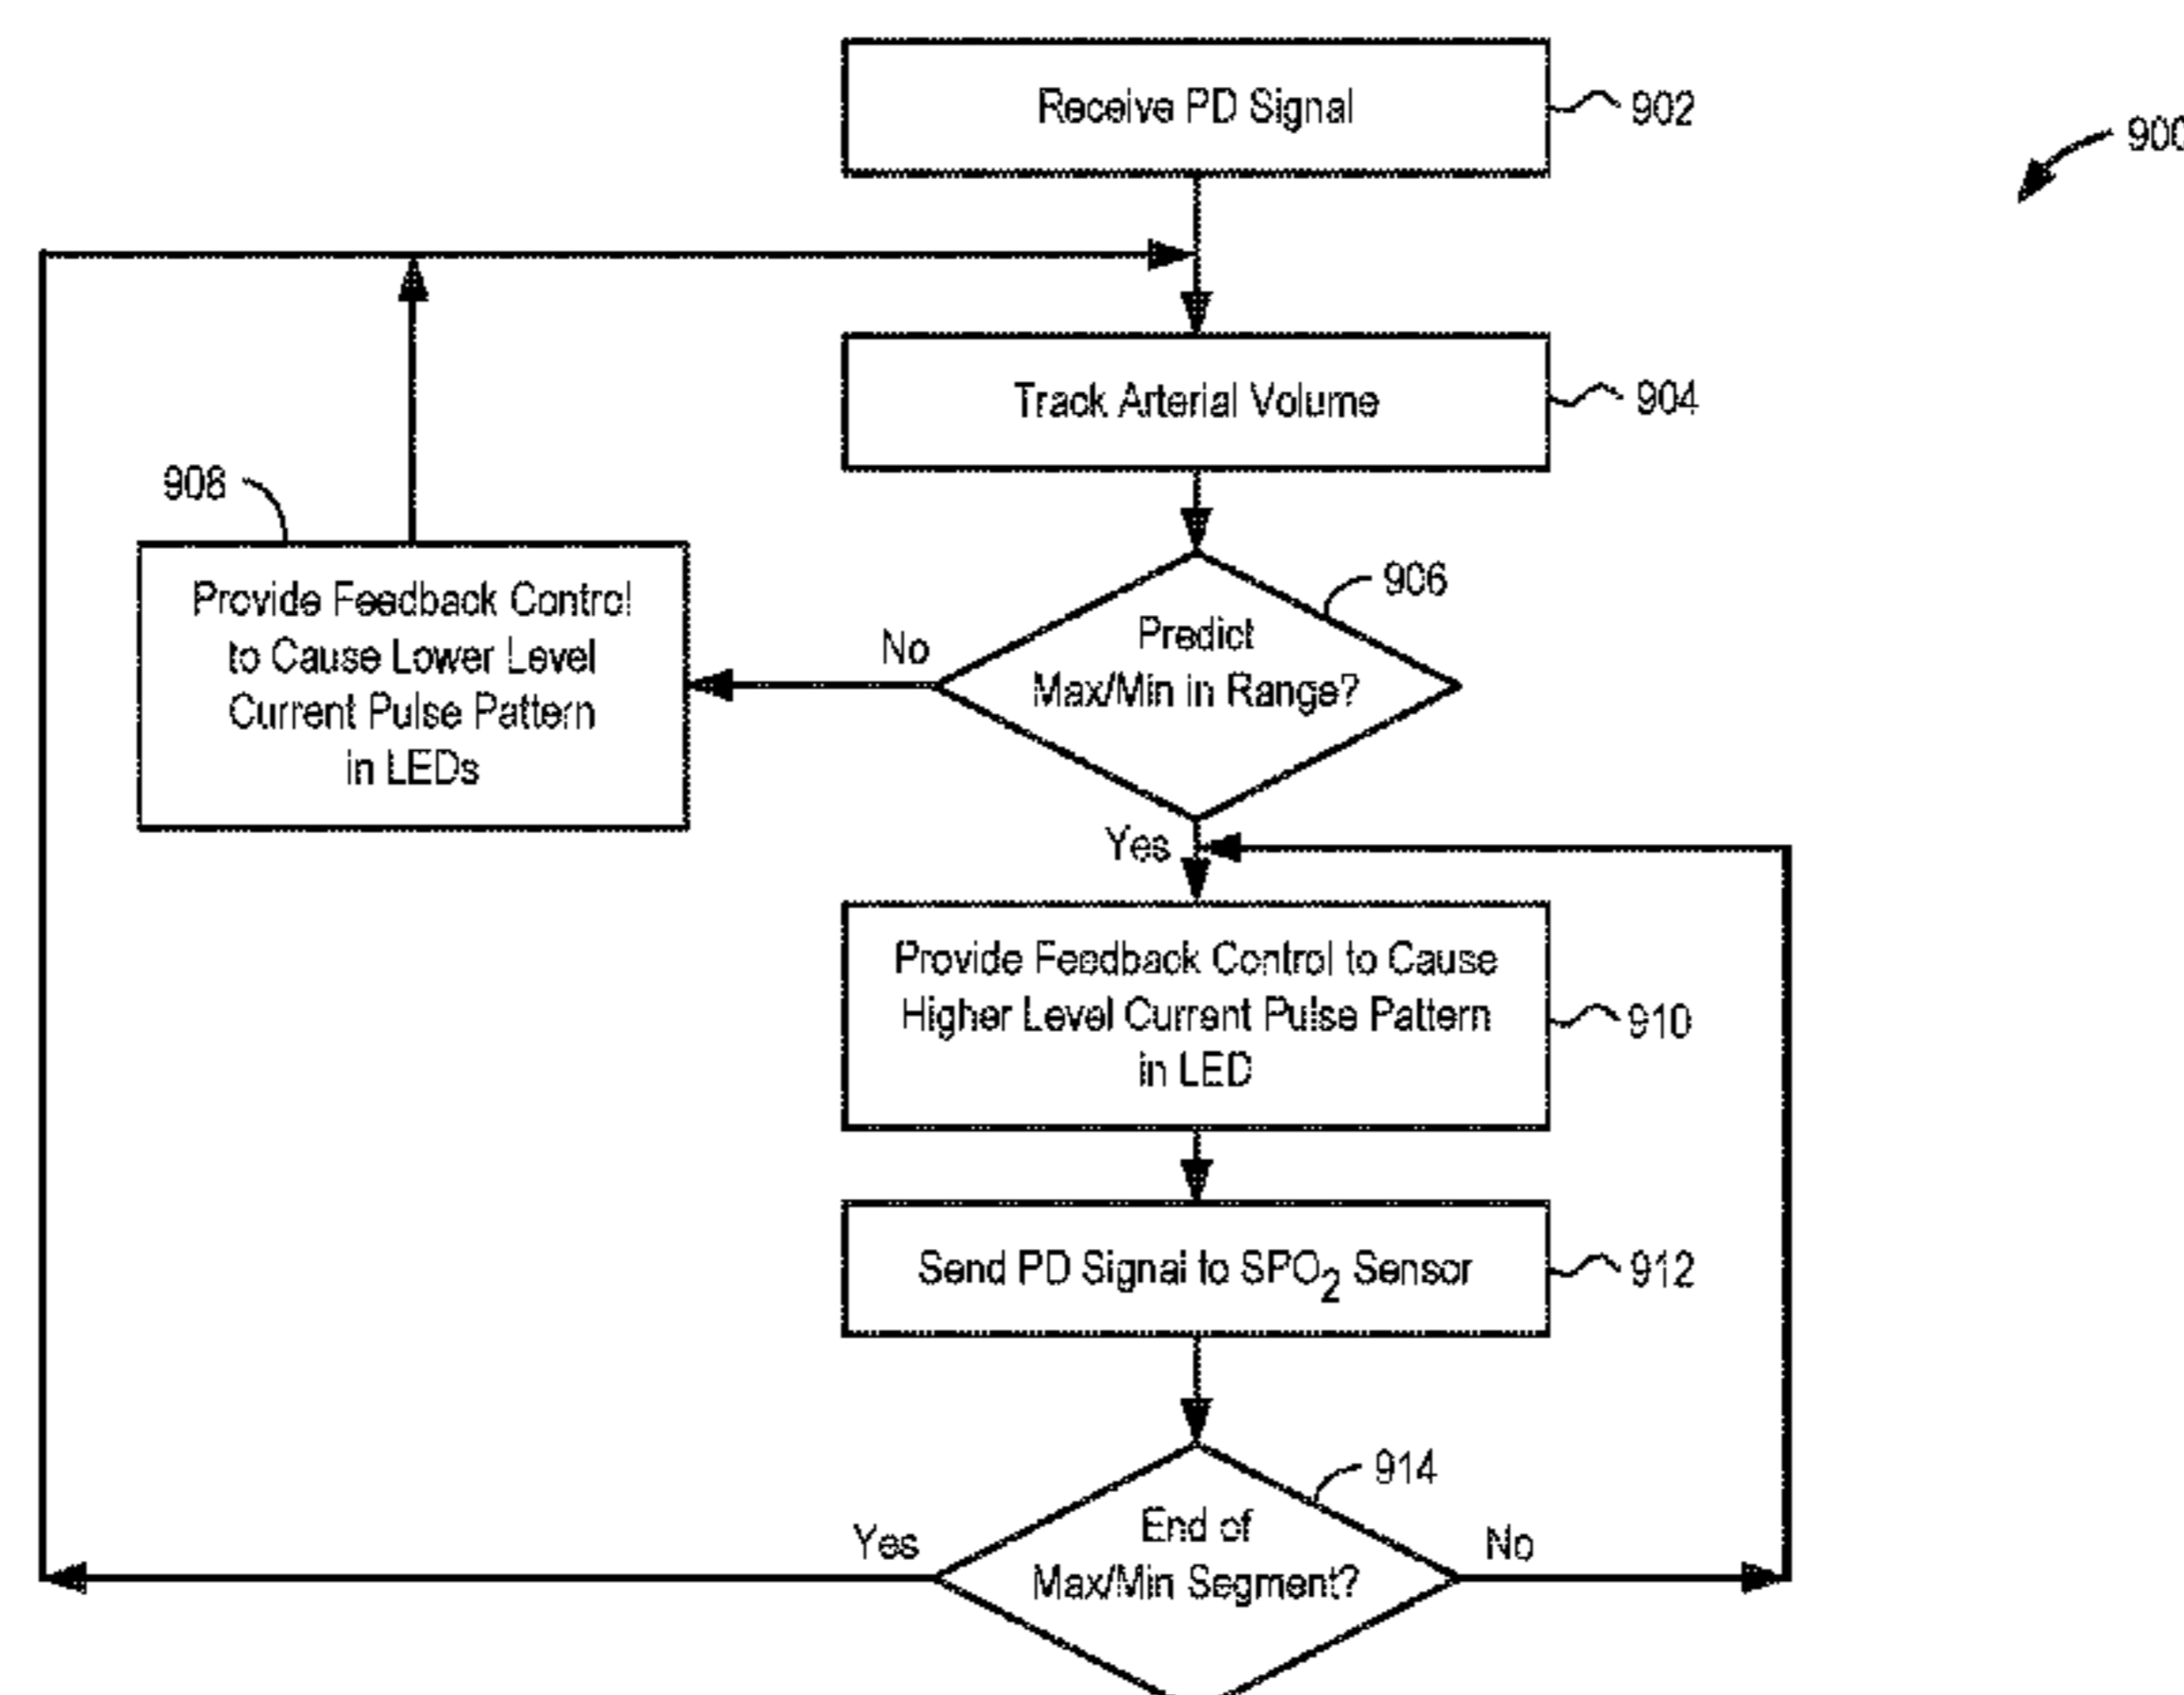 Receive PD Signal
902
900
Track Arterial Volume
904
908
Provide Feedback Control
to Cause Lower Level
Current Pulse Pattern
in LEDs
906
No
Predict
Max/Min in Range?
Yes
Provide Feedback Control to Cause
Higher Level Current Pulse Pattern
in LED
910
Send PD Signal to SPO₂ Sensor
912
914
Yes
End of
Max/Min Segment?
No